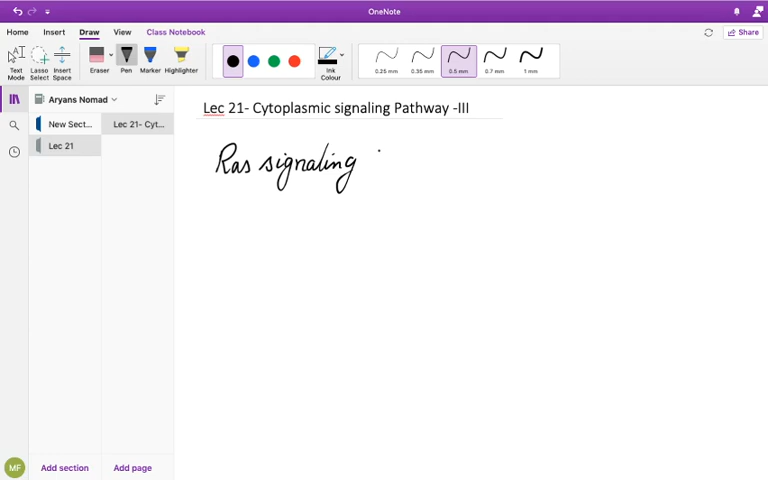 OneNote
Home Insert Draw View Class Notebook Share
Text Mode Lasso Select Insert Space Eraser Pen Marker Highlighter Ink Colour 0.25 mm 0.35 mm 0.5 mm 0.7 mm 1 mm
Aryans Nomad
New Sect... Lec 21- Cyt...
Lec 21
Lec 21- Cytoplasmic signaling Pathway -III
Ras signaling
MF Add section Add page